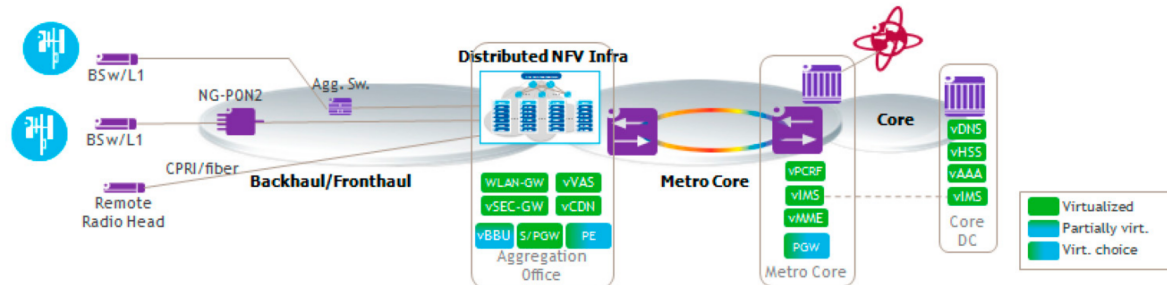 Distributed NFV Infra
BSw/L1
Agg. Sw.
NG-PON2
BSw/L1
CPRI/fiber
Remote
Radio Head
Backhaul/Fronthaul
WLAN-GW
vVAS
vSEC-GW
vCDN
vBBU
S/PGW
PE
Aggregation
Office
Metro Core
vPCRF
vIMS
vMME
PGW
Metro Core
Core
vDNS
vHSS
vAAA
vIMS
Core
DC
Virtualized
Partially virt.
Virt. choice